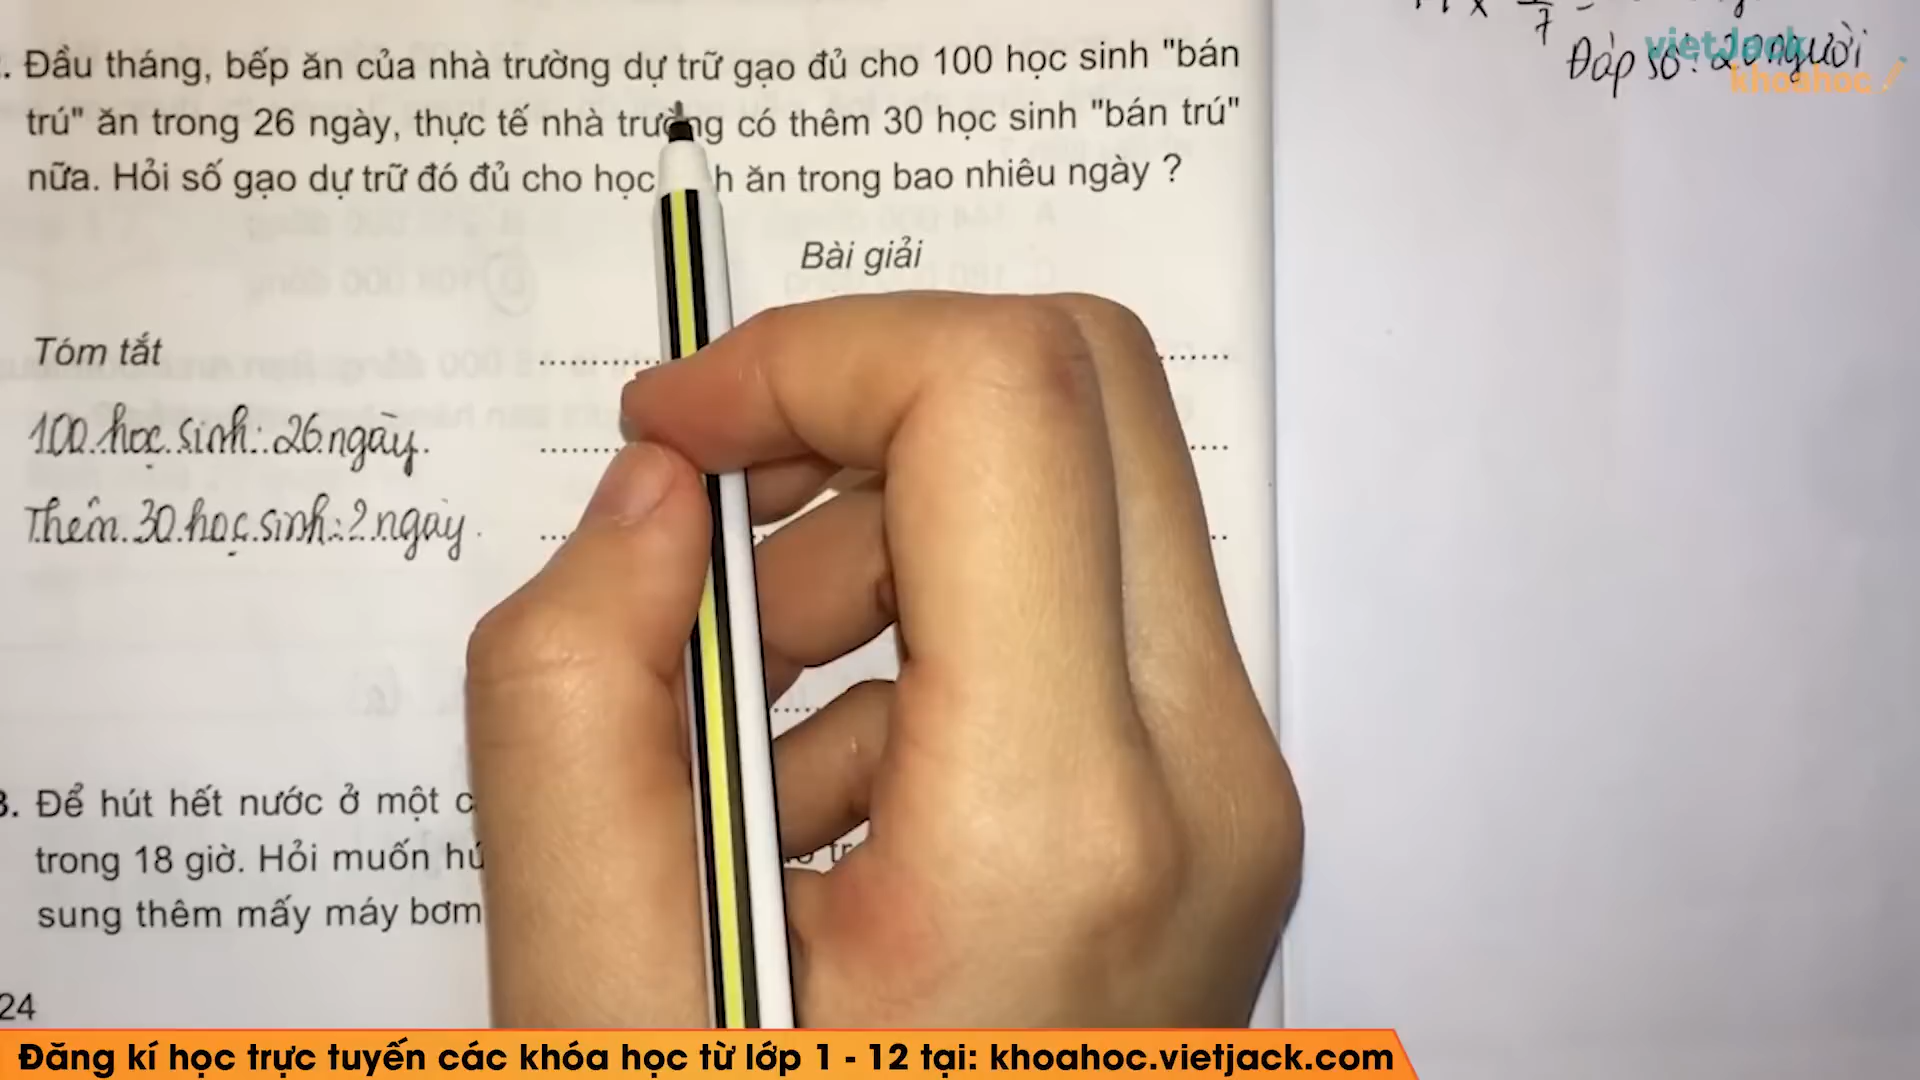 . Đầu tháng, bếp ăn của nhà trường dự trữ gạo đủ cho 100 học sinh "bán
trú" ăn trong 26 ngày, thực tế nhà trường có thêm 30 học sinh "bán trú"
nữa. Hỏi số gạo dự trữ đó đủ cho học h ăn trong bao nhiêu ngày ?
Bài giải
Tóm tắt
100 học sinh: 26 ngày.
Thêm 30 học sinh: ? ngày.
3. Để hút hết nước ở một c
trong 18 giờ. Hỏi muốn hú
sung thêm mấy máy bơm
24
x 7 =
Đáp số: 20 người
vietJack
khoahoc
Đăng kí học trực tuyến các khóa học từ lớp 1 - 12 tại: khoahoc.vietjack.com